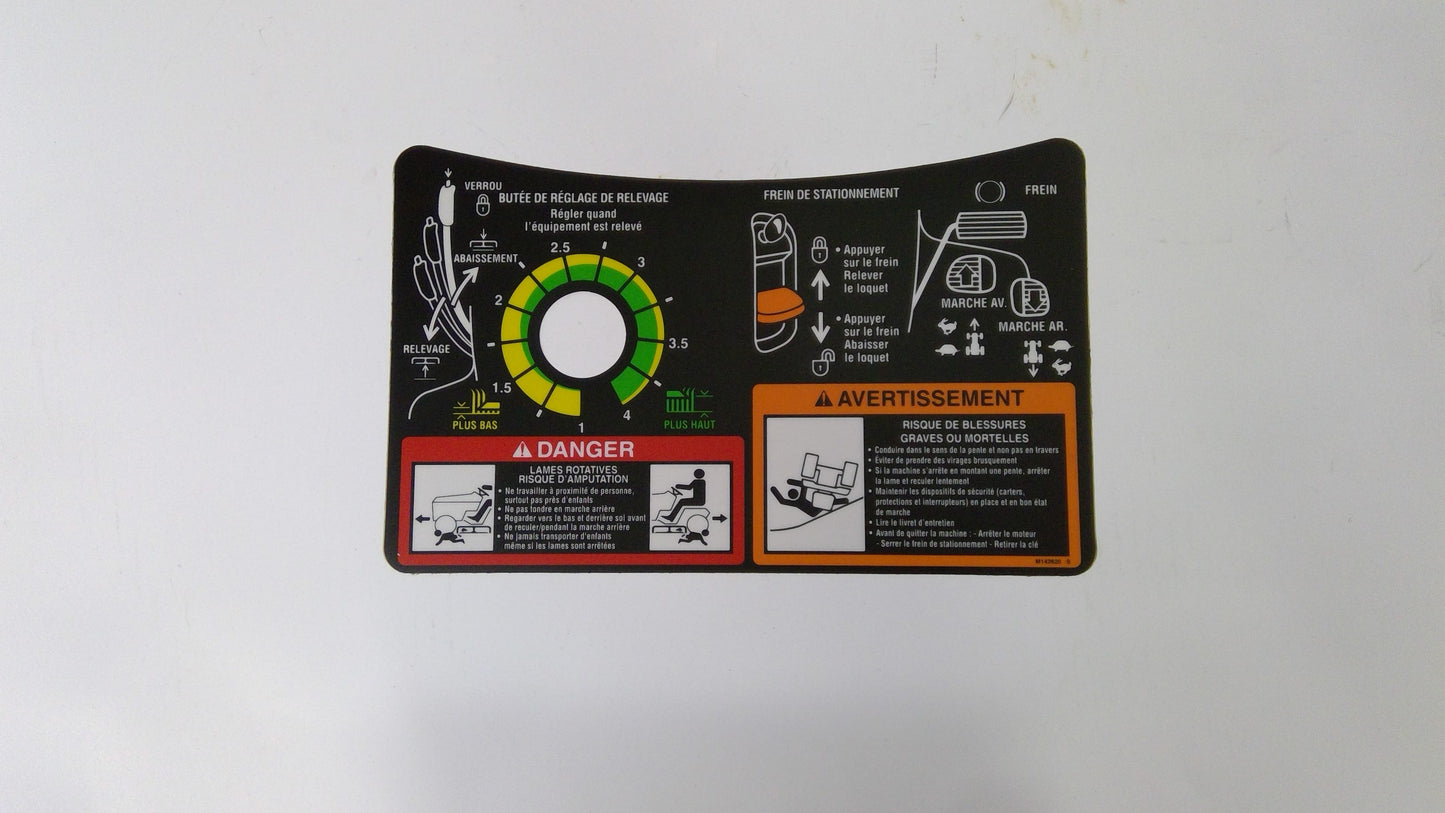 VERROU
BUTÉE DE RÉGLAGE DE RELEVAGE
Régler quand
l'équipement est relevé
ABAISSEMENT
RELEVAGE
1
1.5
2
2.5
3
3.5
4
PLUS BAS
PLUS HAUT
FREIN DE STATIONNEMENT
• Appuyer
sur le frein
Relever
le loquet
• Appuyer
sur le frein
Abaisser
le loquet
FREIN
MARCHE AV.
MARCHE AR.
DANGER
LAMES ROTATIVES
RISQUE D'AMPUTATION
• Ne travailler à proximité de personne,
surtout pas près d'enfants
• Ne pas tondre en marche arrière
• Regarder vers le bas et derrière soi avant
de reculer/pendant la marche arrière
• Ne jamais transporter d'enfants
même si les lames sont arrêtées
AVERTISSEMENT
RISQUE DE BLESSURES
GRAVES OU MORTELLES
• Conduire dans le sens de la pente et non pas en travers
• Éviter de prendre des virages brusquement
• Si la machine s'arrête en montant une pente, arrêter
la lame et reculer lentement
• Maintenir les dispositifs de sécurité (carters,
protections et interrupteurs) en place et en bon état
de marche
• Lire le livret d'entretien
• Avant de quitter la machine : - Arrêter le moteur
- Serrer le frein de stationnement - Retirer la clé